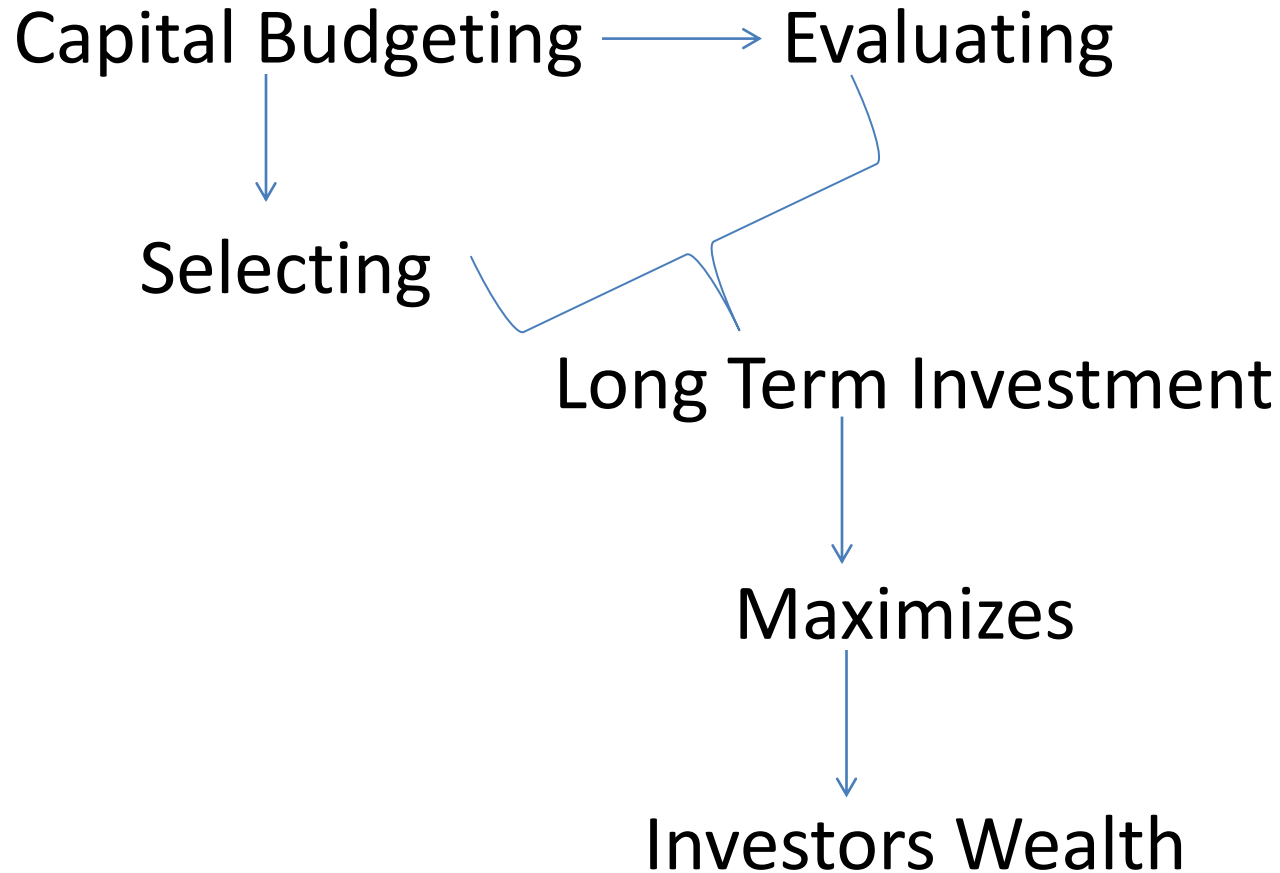 Capital Budgeting
Evaluating
Selecting
Long Term Investment
Maximizes
Investors Wealth